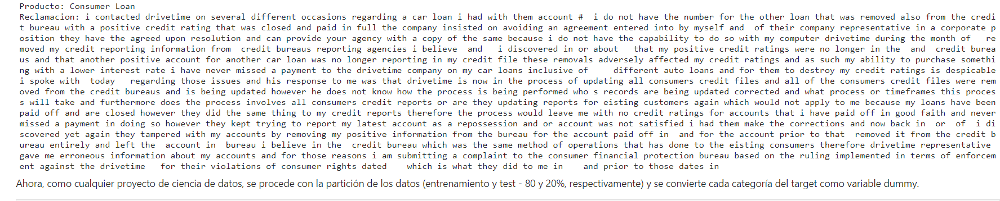 Producto: Consumer Loan
Reclamacion: i contacted drivetime on several different occasions regarding a car loan i had with them account #  i do not have the number for the other loan that was removed also from the credi
t bureau with a positive credit rating that was closed and paid in full the company insisted on avoiding an agreement entered into by myself and  of their company representative in a corporate p
osition they have the agreed upon resolution and can provide your agency with a copy of the same because i do not have the capability to do so with my computer drivetime during the month of   re
moved my credit reporting information from  credit bureaus reporting agencies i believe  and   i discovered in or about   that my positive credit ratings were no longer in the  and  credit burea
us and that another positive account for another car loan was no longer reporting in my credit file these removals adversely affected my credit ratings and as such my ability to purchase somethi
ng with a lower interest rate i have never missed a payment to the drivetime company on my car loans inclusive of     different auto loans and for them to destroy my credit ratings is despicable
i spoke with  today   regarding those issues and his response to me was that drivetime is now in the process of updating all consumers credit files and all of the consumers credit files were rem
oved from the credit bureaus and is being updated however he does not know how the process is being performed who s records are being updated corrected and what process or timeframes this proces
s will take and furthermore does the process involves all consumers credit reports or are they updating reports for eisting customers again which would not apply to me because my loans have been
paid off and are closed however they did the same thing to my credit reports therefore the process would leave me with no credit ratings for accounts that i have paid off in good faith and never
missed a payment in doing so however they kept trying to report my latest account as a repossession and or account was not satisfied i had them make the corrections and now back in  or  of  i di
scovered yet again they tampered with my accounts by removing my positive information from the bureau for the account paid off in  and for the account prior to that  removed it from the credit b
ureau entirely and left the  account in  bureau i believe in the  credit bureau which was the same method of operations that has done to the eisting consumers therefore drivetime representative
gave me erroneous information about my accounts and for those reasons i am submitting a complaint to the consumer financial protection bureau based on the ruling implemented in terms of enforcem
ent against the drivetime   for their violations of consumer rights dated    which is what they did to me in    and prior to those dates in
Ahora, como cualquier proyecto de ciencia de datos, se procede con la partición de los datos (entrenamiento y test - 80 y 20%, respectivamente) y se convierte cada categoría del target como variable dummy.